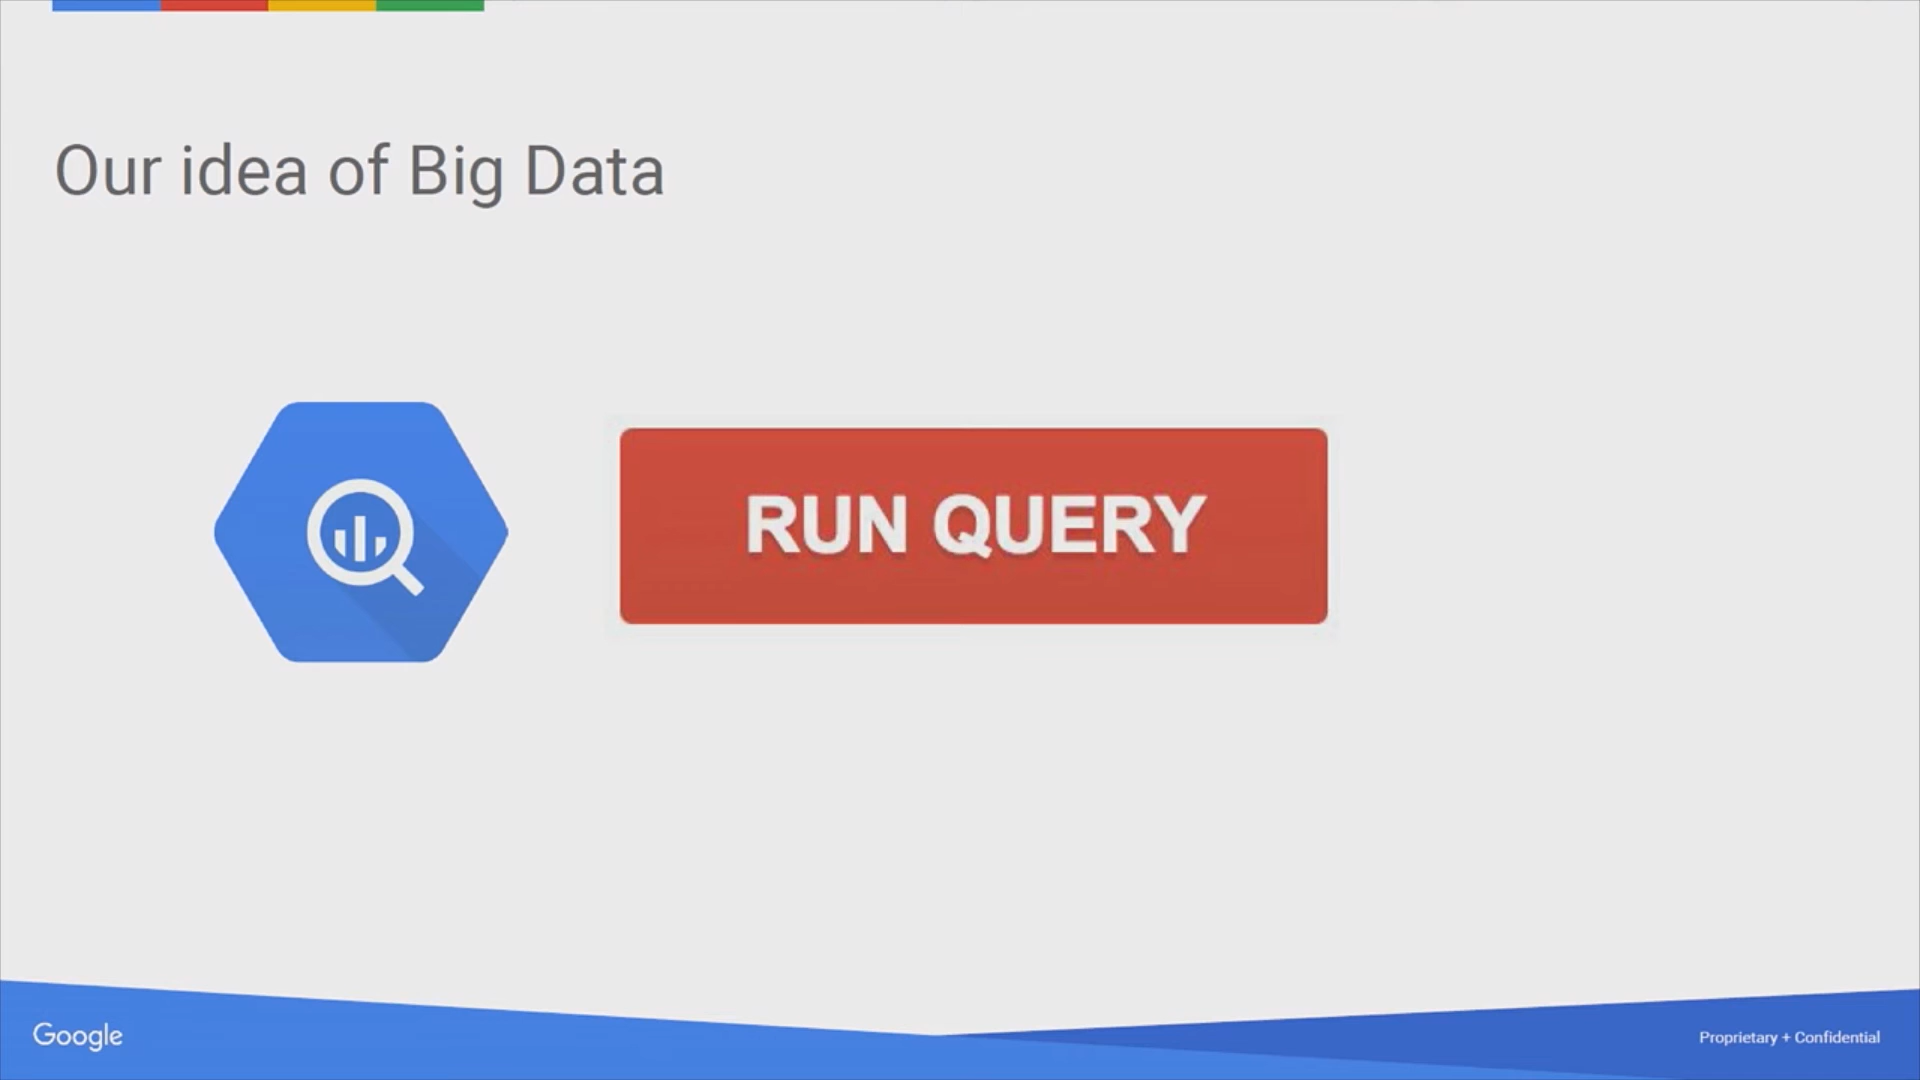 Our idea of Big Data
RUN QUERY
Google
Proprietary + Confidential